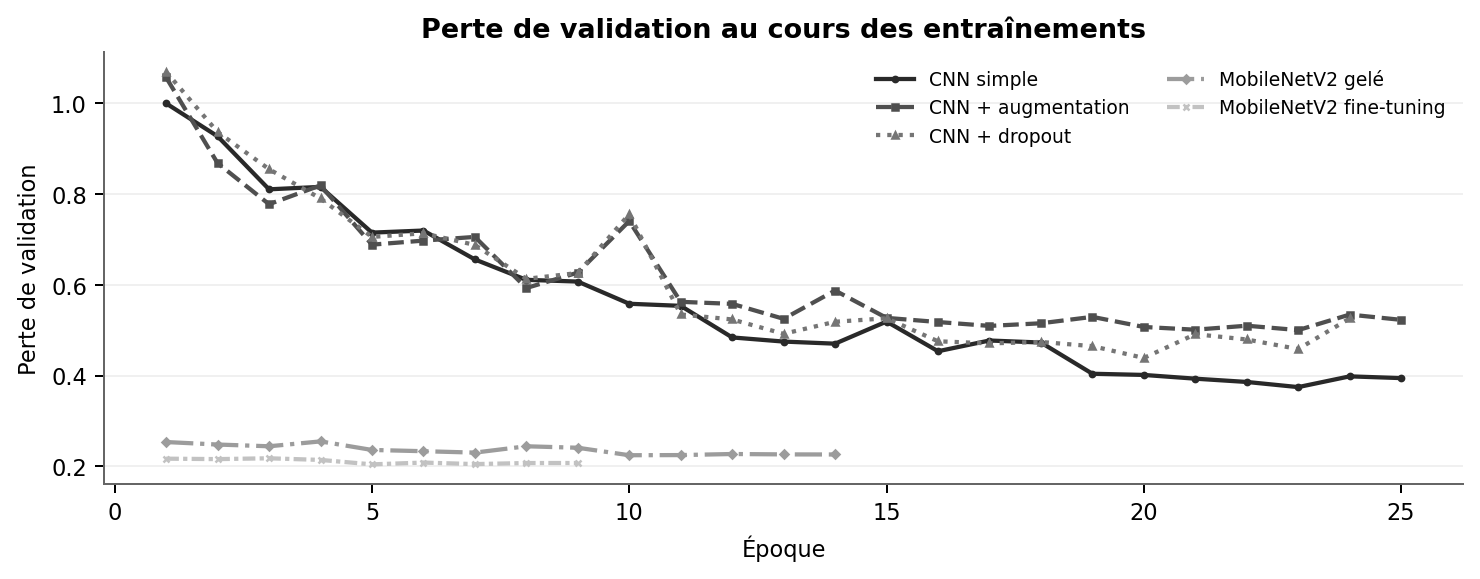 Perte de validation au cours des entraînements
CNN simple
CNN + augmentation
CNN + dropout
MobileNetV2 gelé
MobileNetV2 fine-tuning
Perte de validation
1.0
0.8
0.6
0.4
0.2
0 5 10 15 20 25
Époque